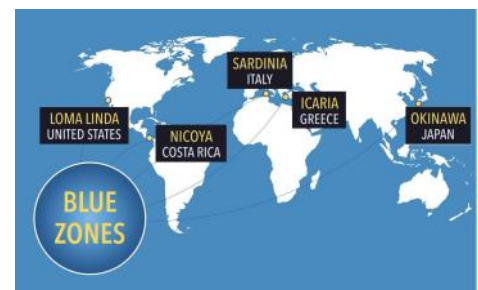 SARDINIA
ITALY
LOMA LINDA
UNITED STATES
NICOYA
COSTA RICA
ICARIA
GREECE
OKINAWA
JAPAN
BLUE
ZONES